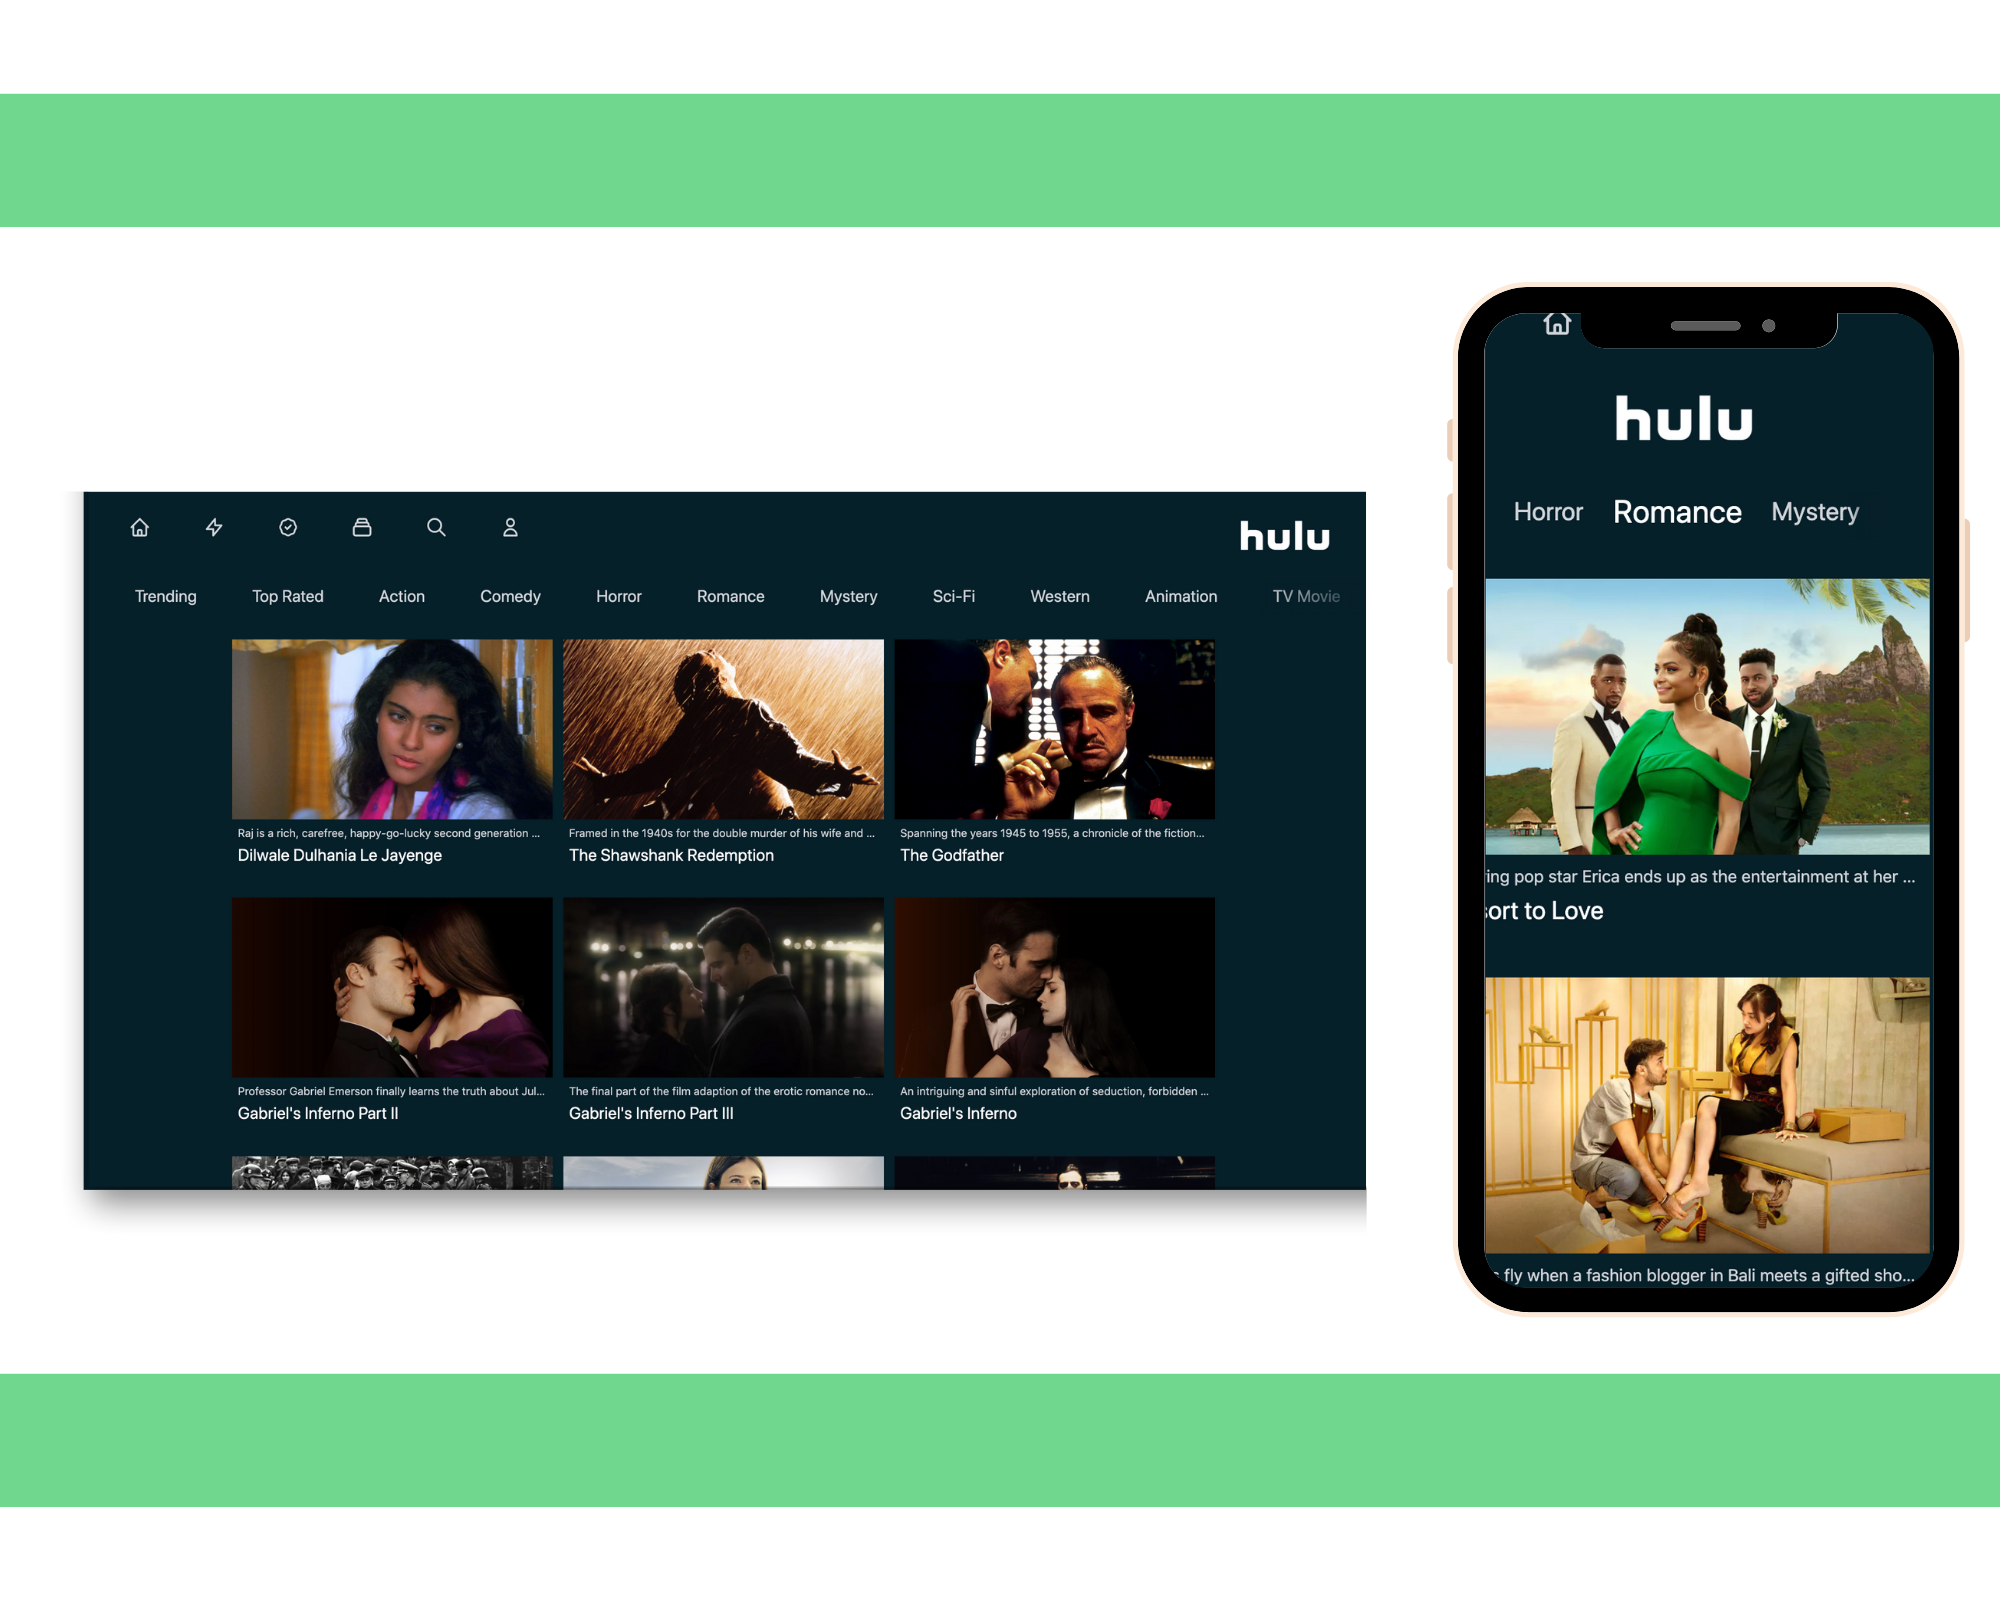 hulu
Trending Top Rated Action Comedy Horror Romance Mystery Sci-Fi Western Animation TV Movie
Raj is a rich, carefree, happy-go-lucky second generation ...
Dilwale Dulhania Le Jayenge
Framed in the 1940s for the double murder of his wife and ...
The Shawshank Redemption
Spanning the years 1945 to 1955, a chronicle of the fiction...
The Godfather
Professor Gabriel Emerson finally learns the truth about Jul...
Gabriel's Inferno Part II
The final part of the film adaption of the erotic romance no...
Gabriel's Inferno Part III
An intriguing and sinful exploration of seduction, forbidden ...
Gabriel's Inferno
hulu
Horror Romance Mystery
ing pop star Erica ends up as the entertainment at her ...
ort to Love
fly when a fashion blogger in Bali meets a gifted sho...